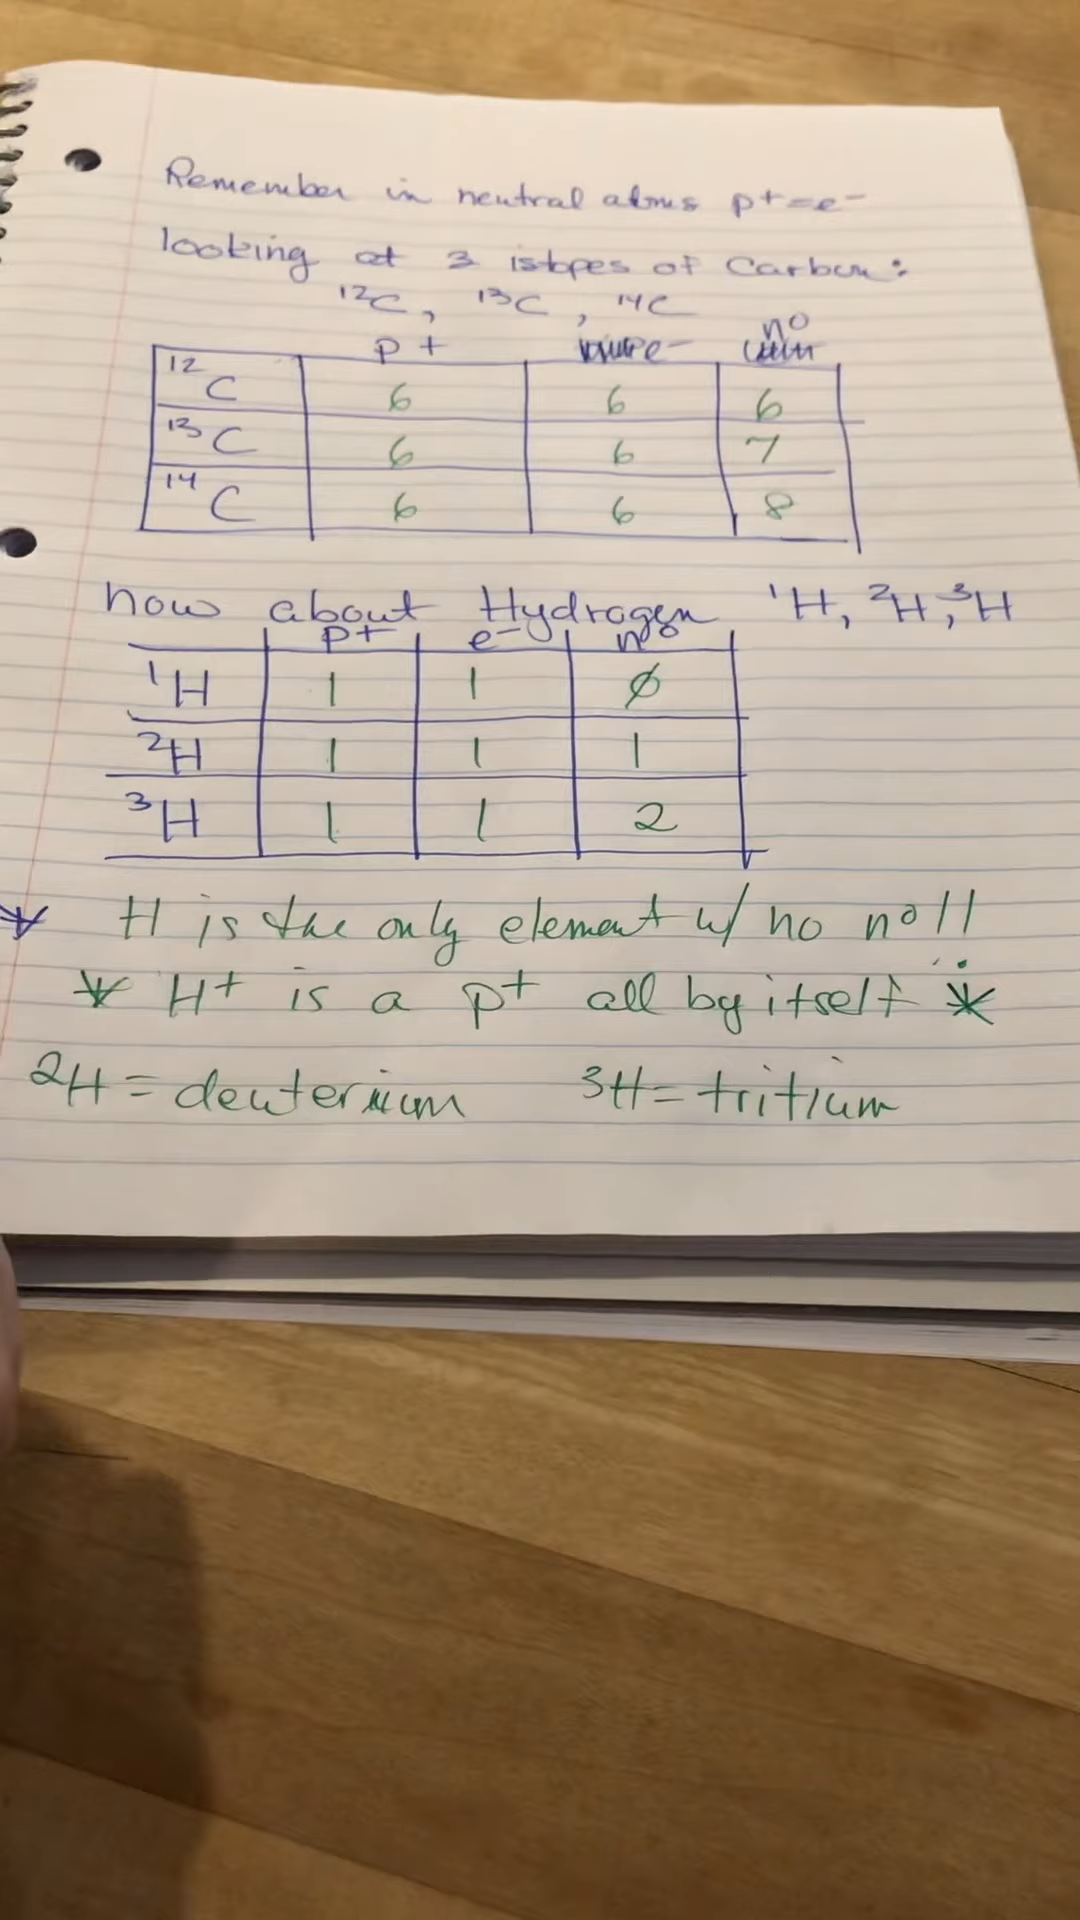 Remember in neutral atoms p+=e-
looking at 3 istopes of Carbon:
12C, 13C, 14C
p+ e- n0
12C 6 6 6
13C 6 6 7
14C 6 6 8
now about Hydrogen 1H, 2H, 3H
p+ e- n0
1H 1 1 0
2H 1 1 1
3H 1 1 2
* H is the only element w/ no n0!!
* H+ is a p+ all by itself *
2H = deuterium 3H = tritium